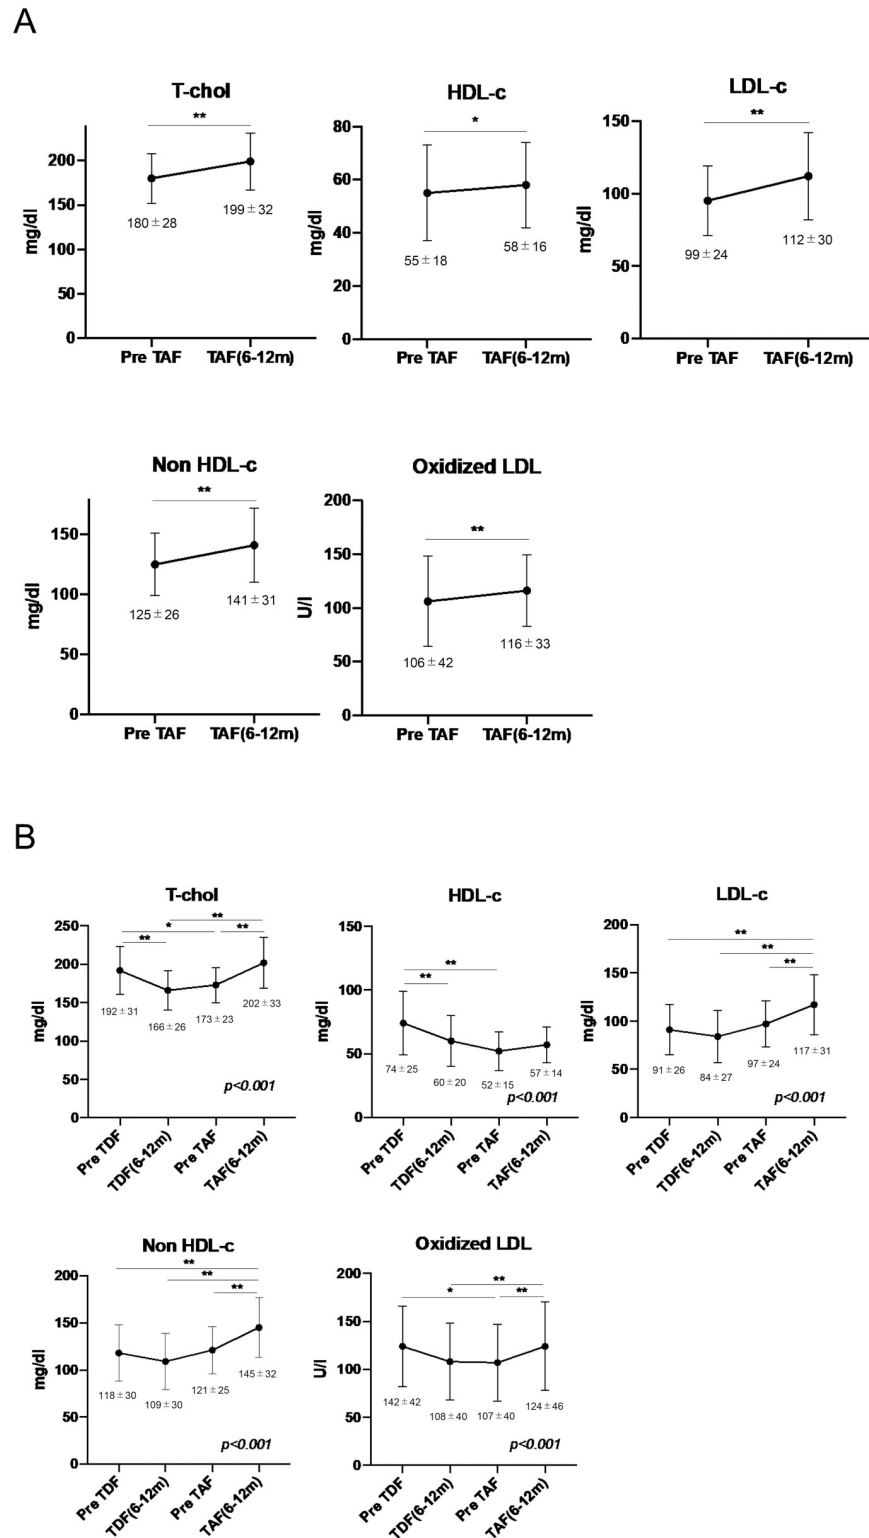 A
T-chol
**
200
150
100
50
0
mg/dl
180±28
199±32
Pre TAF
TAF(6-12m)
HDL-c
*
80
60
40
20
0
mg/dl
55±18
58±16
Pre TAF
TAF(6-12m)
LDL-c
**
150
100
50
0
mg/dl
99±24
112±30
Pre TAF
TAF(6-12m)
Non HDL-c
**
150
100
50
0
mg/dl
125±26
141±31
Pre TAF
TAF(6-12m)
Oxidized LDL
**
200
150
100
50
0
U/l
106±42
116±33
Pre TAF
TAF(6-12m)
B
T-chol
**
* **
**
250
200
150
100
50
0
mg/dl
192±31
166±26
173±23
202±33
p<0.001
Pre TDF
TDF(6-12m)
Pre TAF
TAF(6-12m)
HDL-c
**
**
150
100
50
0
mg/dl
74±25
60±20
52±15
57±14
p<0.001
Pre TDF
TDF(6-12m)
Pre TAF
TAF(6-12m)
LDL-c
**
**
**
200
150
100
50
0
mg/dl
91±26
84±27
97±24
117±31
p<0.001
Pre TDF
TDF(6-12m)
Pre TAF
TAF(6-12m)
Non HDL-c
**
**
**
200
150
100
50
0
mg/dl
118±30
109±30
121±25
145±32
p<0.001
Pre TDF
TDF(6-12m)
Pre TAF
TAF(6-12m)
Oxidized LDL
**
* **
200
150
100
50
0
U/l
142±42
108±40
107±40
124±46
p<0.001
Pre TDF
TDF(6-12m)
Pre TAF
TAF(6-12m)